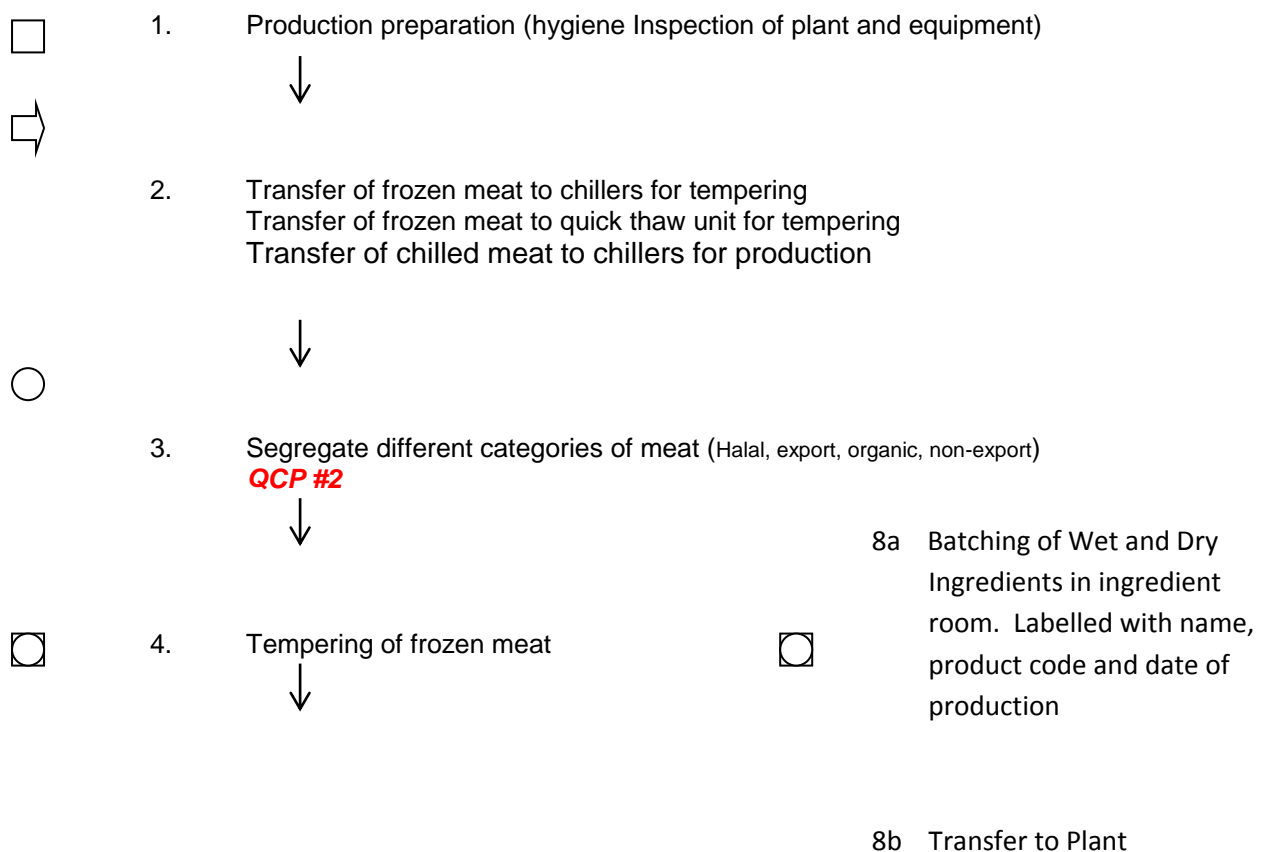 1. Production preparation (hygiene Inspection of plant and equipment)
2. Transfer of frozen meat to chillers for tempering
Transfer of frozen meat to quick thaw unit for tempering
Transfer of chilled meat to chillers for production
3. Segregate different categories of meat (Halal, export, organic, non-export)
QCP #2
4. Tempering of frozen meat
8a Batching of Wet and Dry
Ingredients in ingredient
room. Labelled with name,
product code and date of
production
8b Transfer to Plant